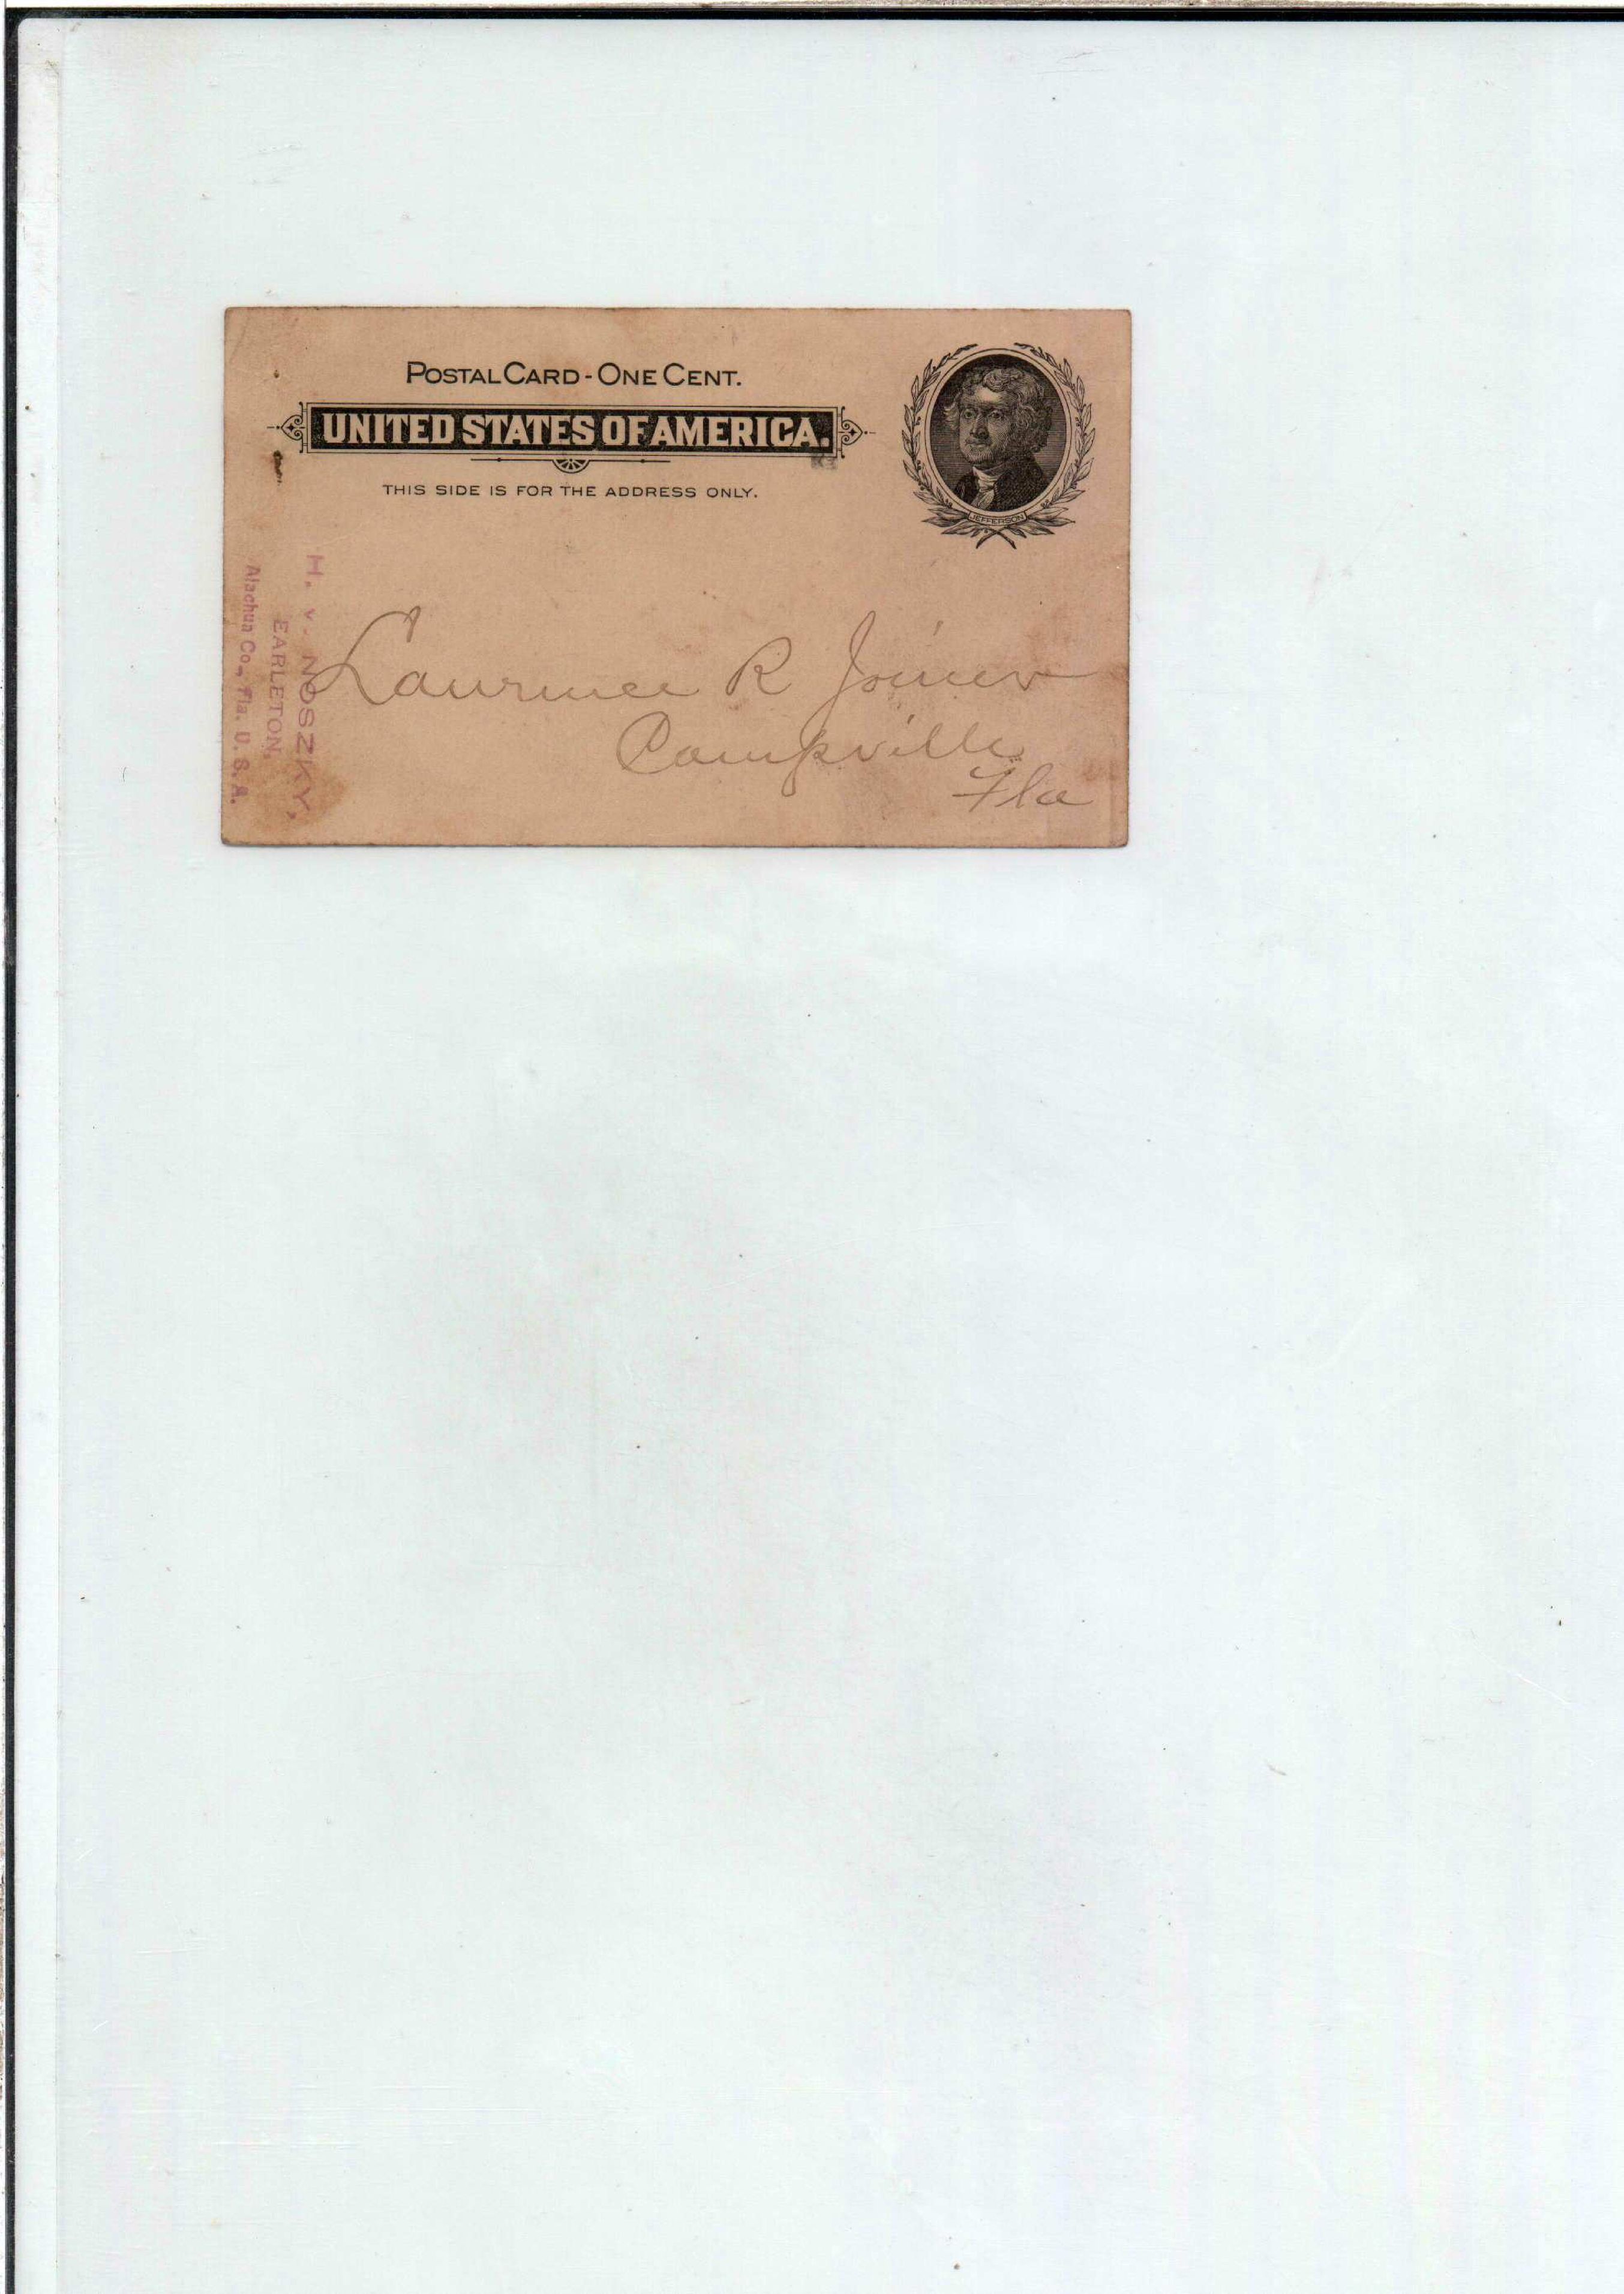 POSTAL CARD - ONE CENT.
UNITED STATES OF AMERICA.
THIS SIDE IS FOR THE ADDRESS ONLY.
JEFFERSON
H. v. NOSZKY,
EARLETON,
Alachua Co., Fla. U. S. A.
Laurence R Joiner
Campville
Fla